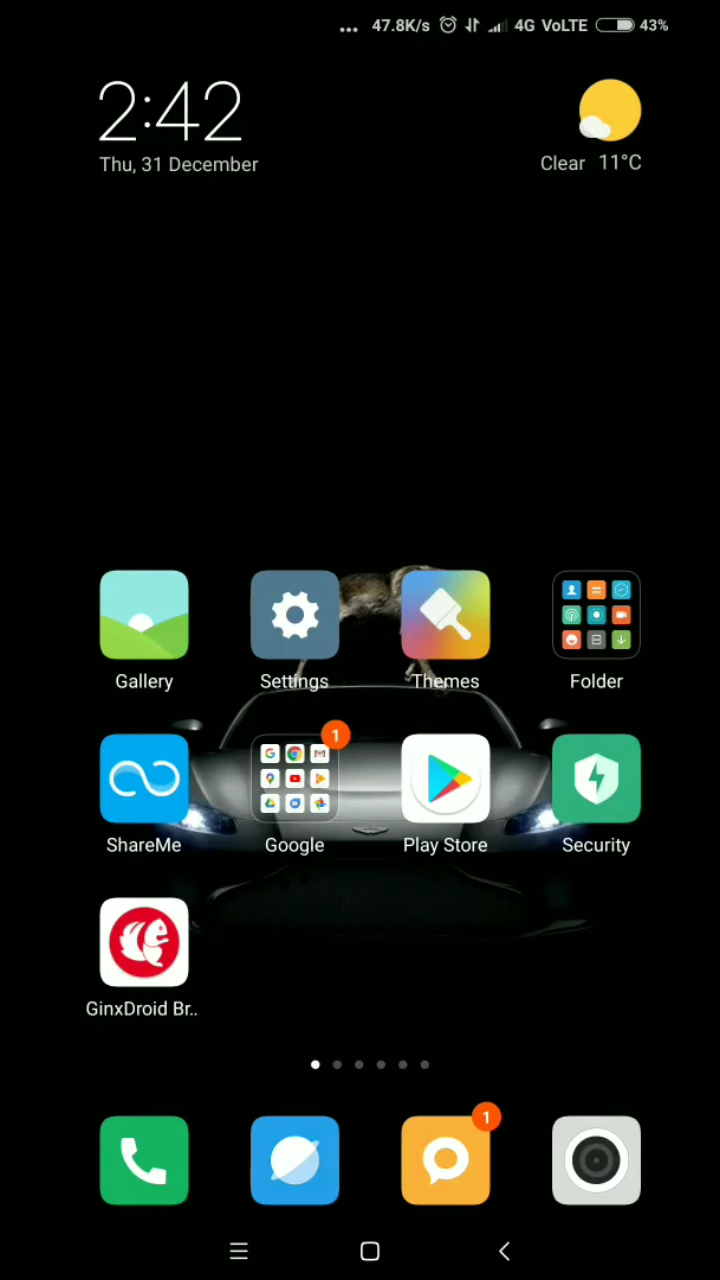 ... 47.8K/s 4G VoLTE 43%
2:42
Thu, 31 December
Clear 11°C
Gallery
Settings
Themes
Folder
1
ShareMe
Google
Play Store
Security
GinxDroid Br..
1